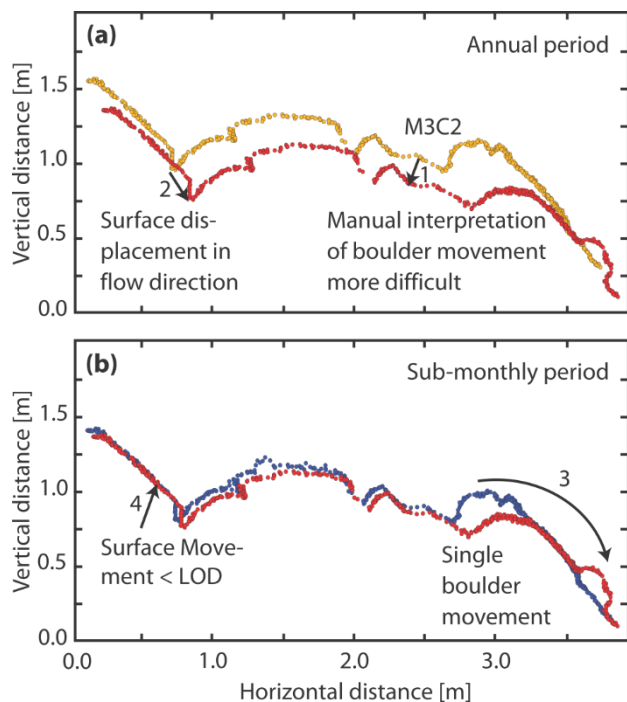 (a)
Annual period
1.5
M3C2
1.0
1
2
Surface dis-
placement in
flow direction
Manual interpretation
of boulder movement
more difficult
0.5
0.0
Vertical distance [m]
(b)
Sub-monthly period
1.5
3
1.0
4
Surface Move-
ment < LOD
Single
boulder
movement
0.5
0.0
Vertical distance [m]
0.0 1.0 2.0 3.0
Horizontal distance [m]